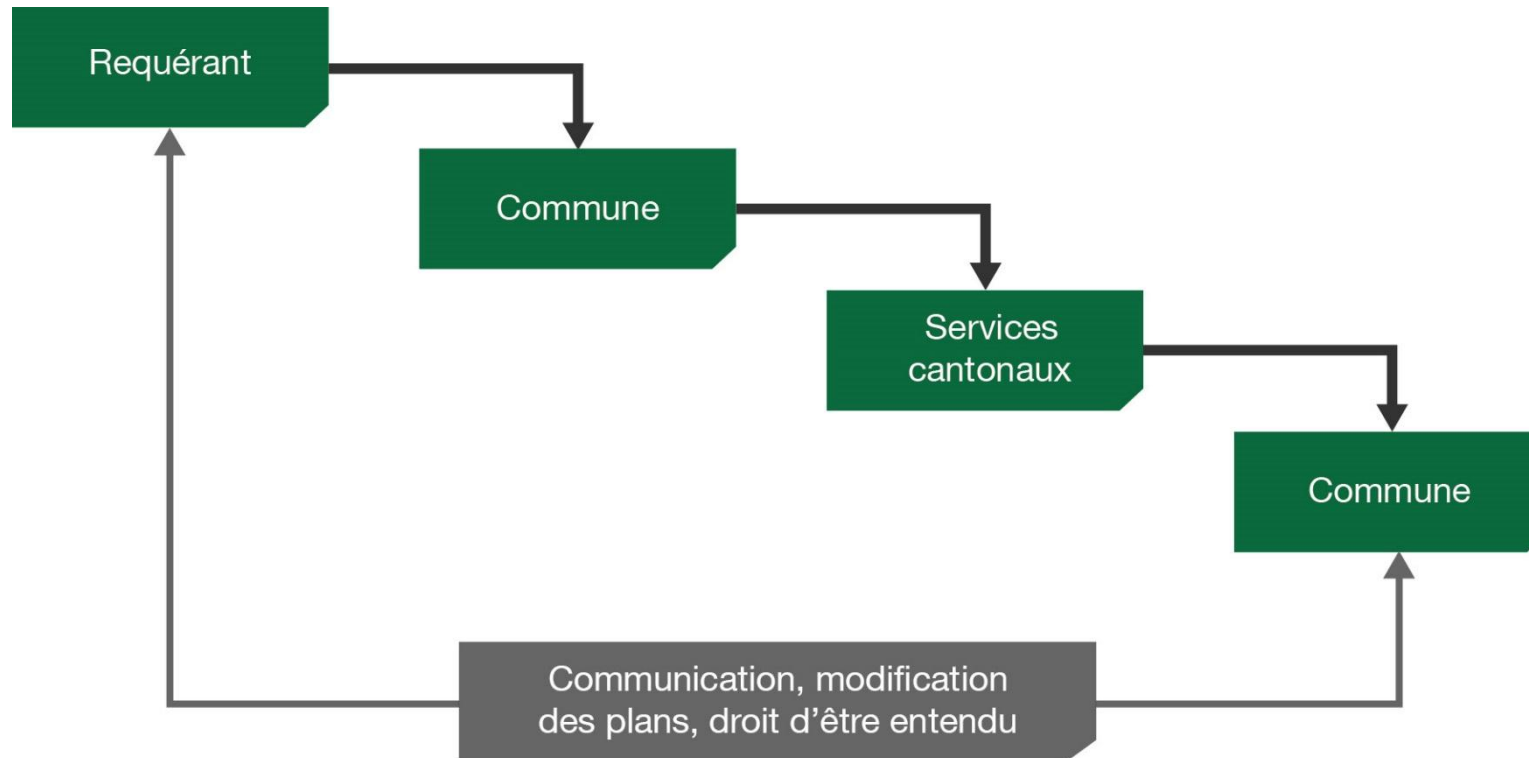 Requérant
Commune
Services
cantonaux
Commune
Communication, modification
des plans, droit d’être entendu